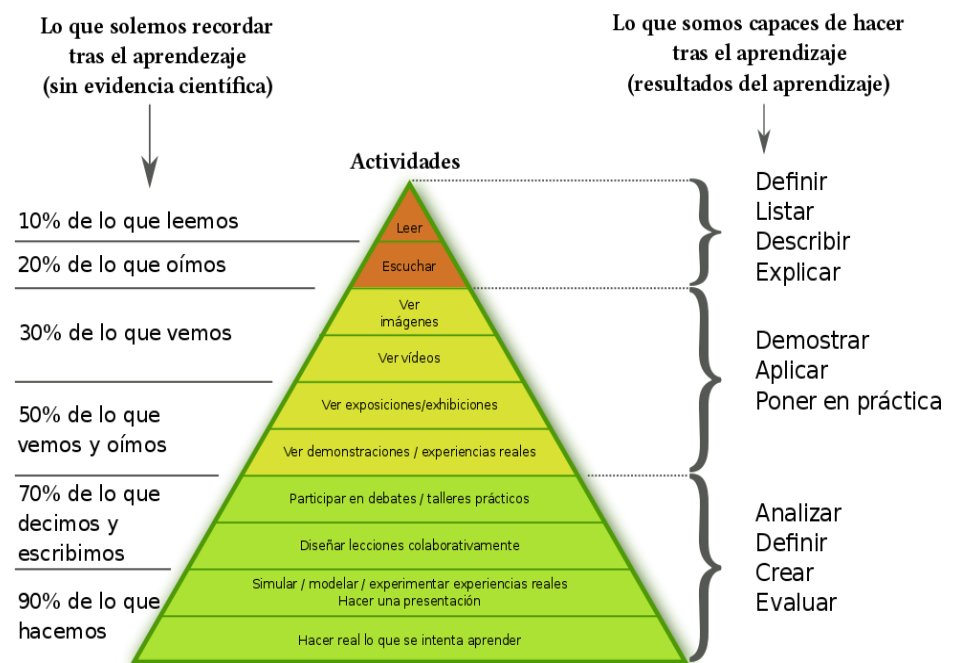 Lo que solemos recordar
tras el aprendezaje
(sin evidencia científica)
Lo que somos capaces de hacer
tras el aprendizaje
(resultados del aprendizaje)
Actividades
10% de lo que leemos
20% de lo que oímos
30% de lo que vemos
50% de lo que
vemos y oímos
70% de lo que
decimos y
escribimos
90% de lo que
hacemos
Leer
Escuchar
Ver
imágenes
Ver vídeos
Ver exposiciones/exhibiciones
Ver demonstraciones / experiencias reales
Participar en debates / talleres prácticos
Diseñar lecciones colaborativamente
Simular / modelar / experimentar experiencias reales
Hacer una presentación
Hacer real lo que se intenta aprender
Definir
Listar
Describir
Explicar
Demostrar
Aplicar
Poner en práctica
Analizar
Definir
Crear
Evaluar